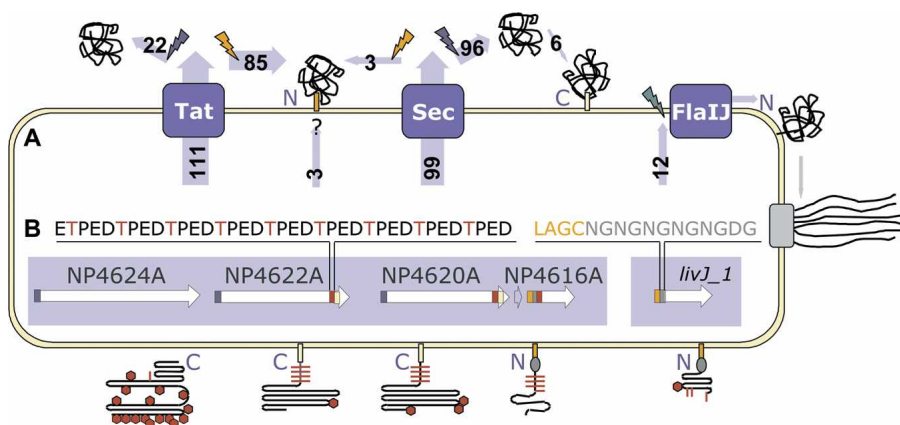 22
85
3
96
6
N
C
N
Tat
Sec
FlaIJ
A
?
111
3
99
12
B
ETPEDTPEDTPEDTPEDTPEDTPEDTPEDTPEDTPED
LAGCNGNGNGNGNGDG
NP4624A
NP4622A
NP4620A
NP4616A
livJ_1
C
C
C
N
N